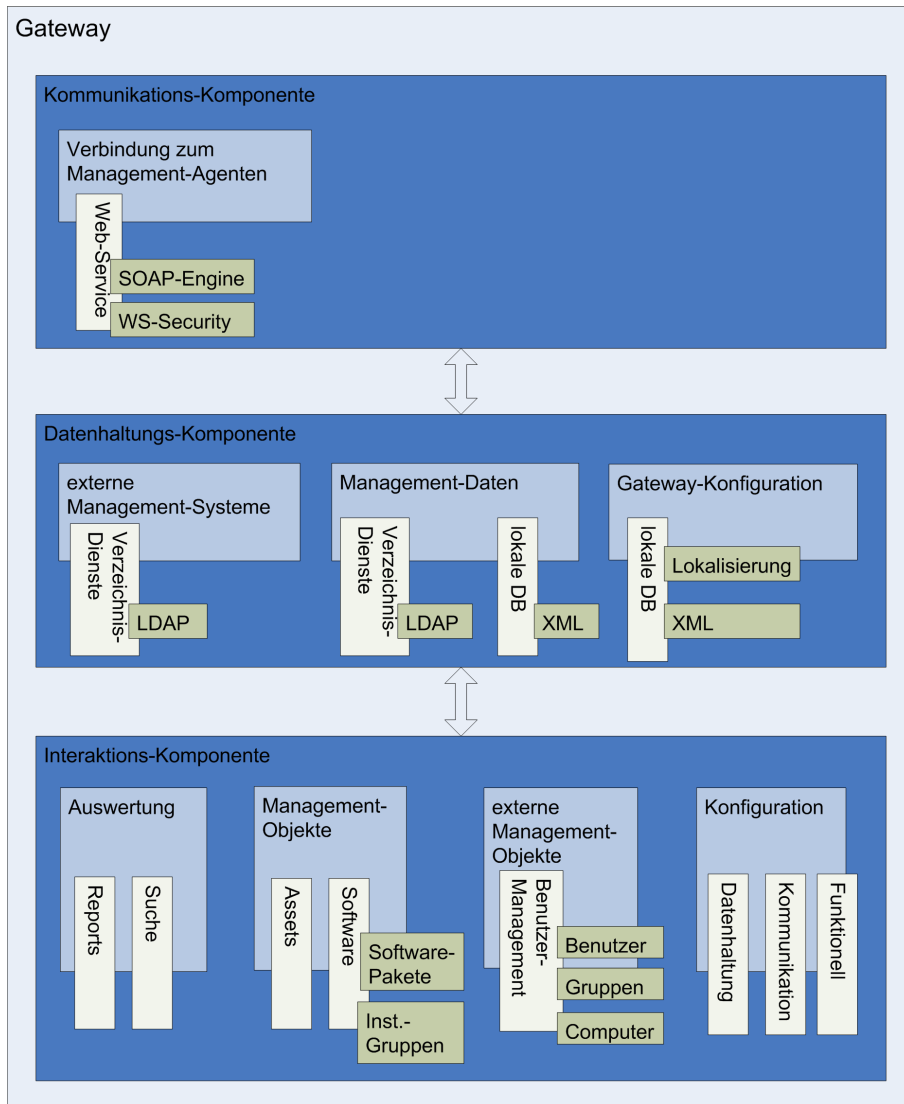 Gateway
Kommunikations-Komponente
Verbindung zum
Management-Agenten
Web-Service
SOAP-Engine
WS-Security
Datenhaltungs-Komponente
externe
Management-Systeme
Verzeichnis-
Dienste
LDAP
Management-Daten
Verzeichnis-
Dienste
LDAP
lokale DB
XML
Gateway-Konfiguration
lokale DB
Lokalisierung
XML
Interaktions-Komponente
Auswertung
Reports
Suche
Management-
Objekte
Assets
Software
Software-
Pakete
Inst.-
Gruppen
externe
Management-
Objekte
Benutzer-
Management
Benutzer
Gruppen
Computer
Konfiguration
Datenhaltung
Kommunikation
Funktionell